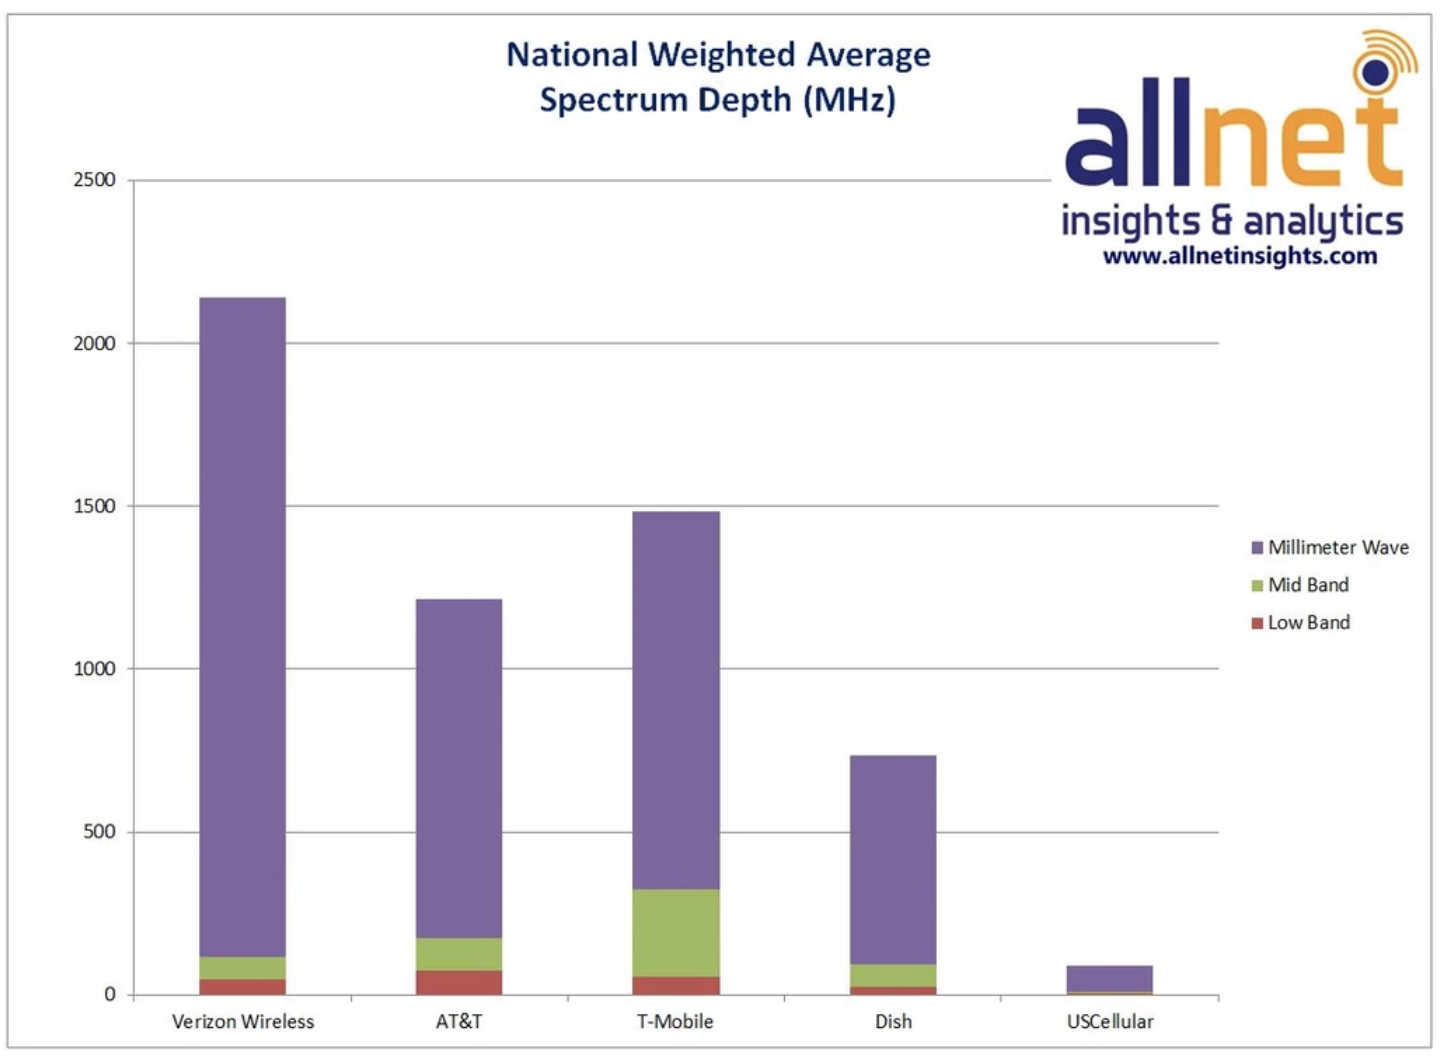 National Weighted Average
Spectrum Depth (MHz)
allnet
insights & analytics
www.allnetinsights.com
2500
2000
1500
1000
500
0
Millimeter Wave
Mid Band
Low Band
Verizon Wireless
AT&T
T-Mobile
Dish
USCellular